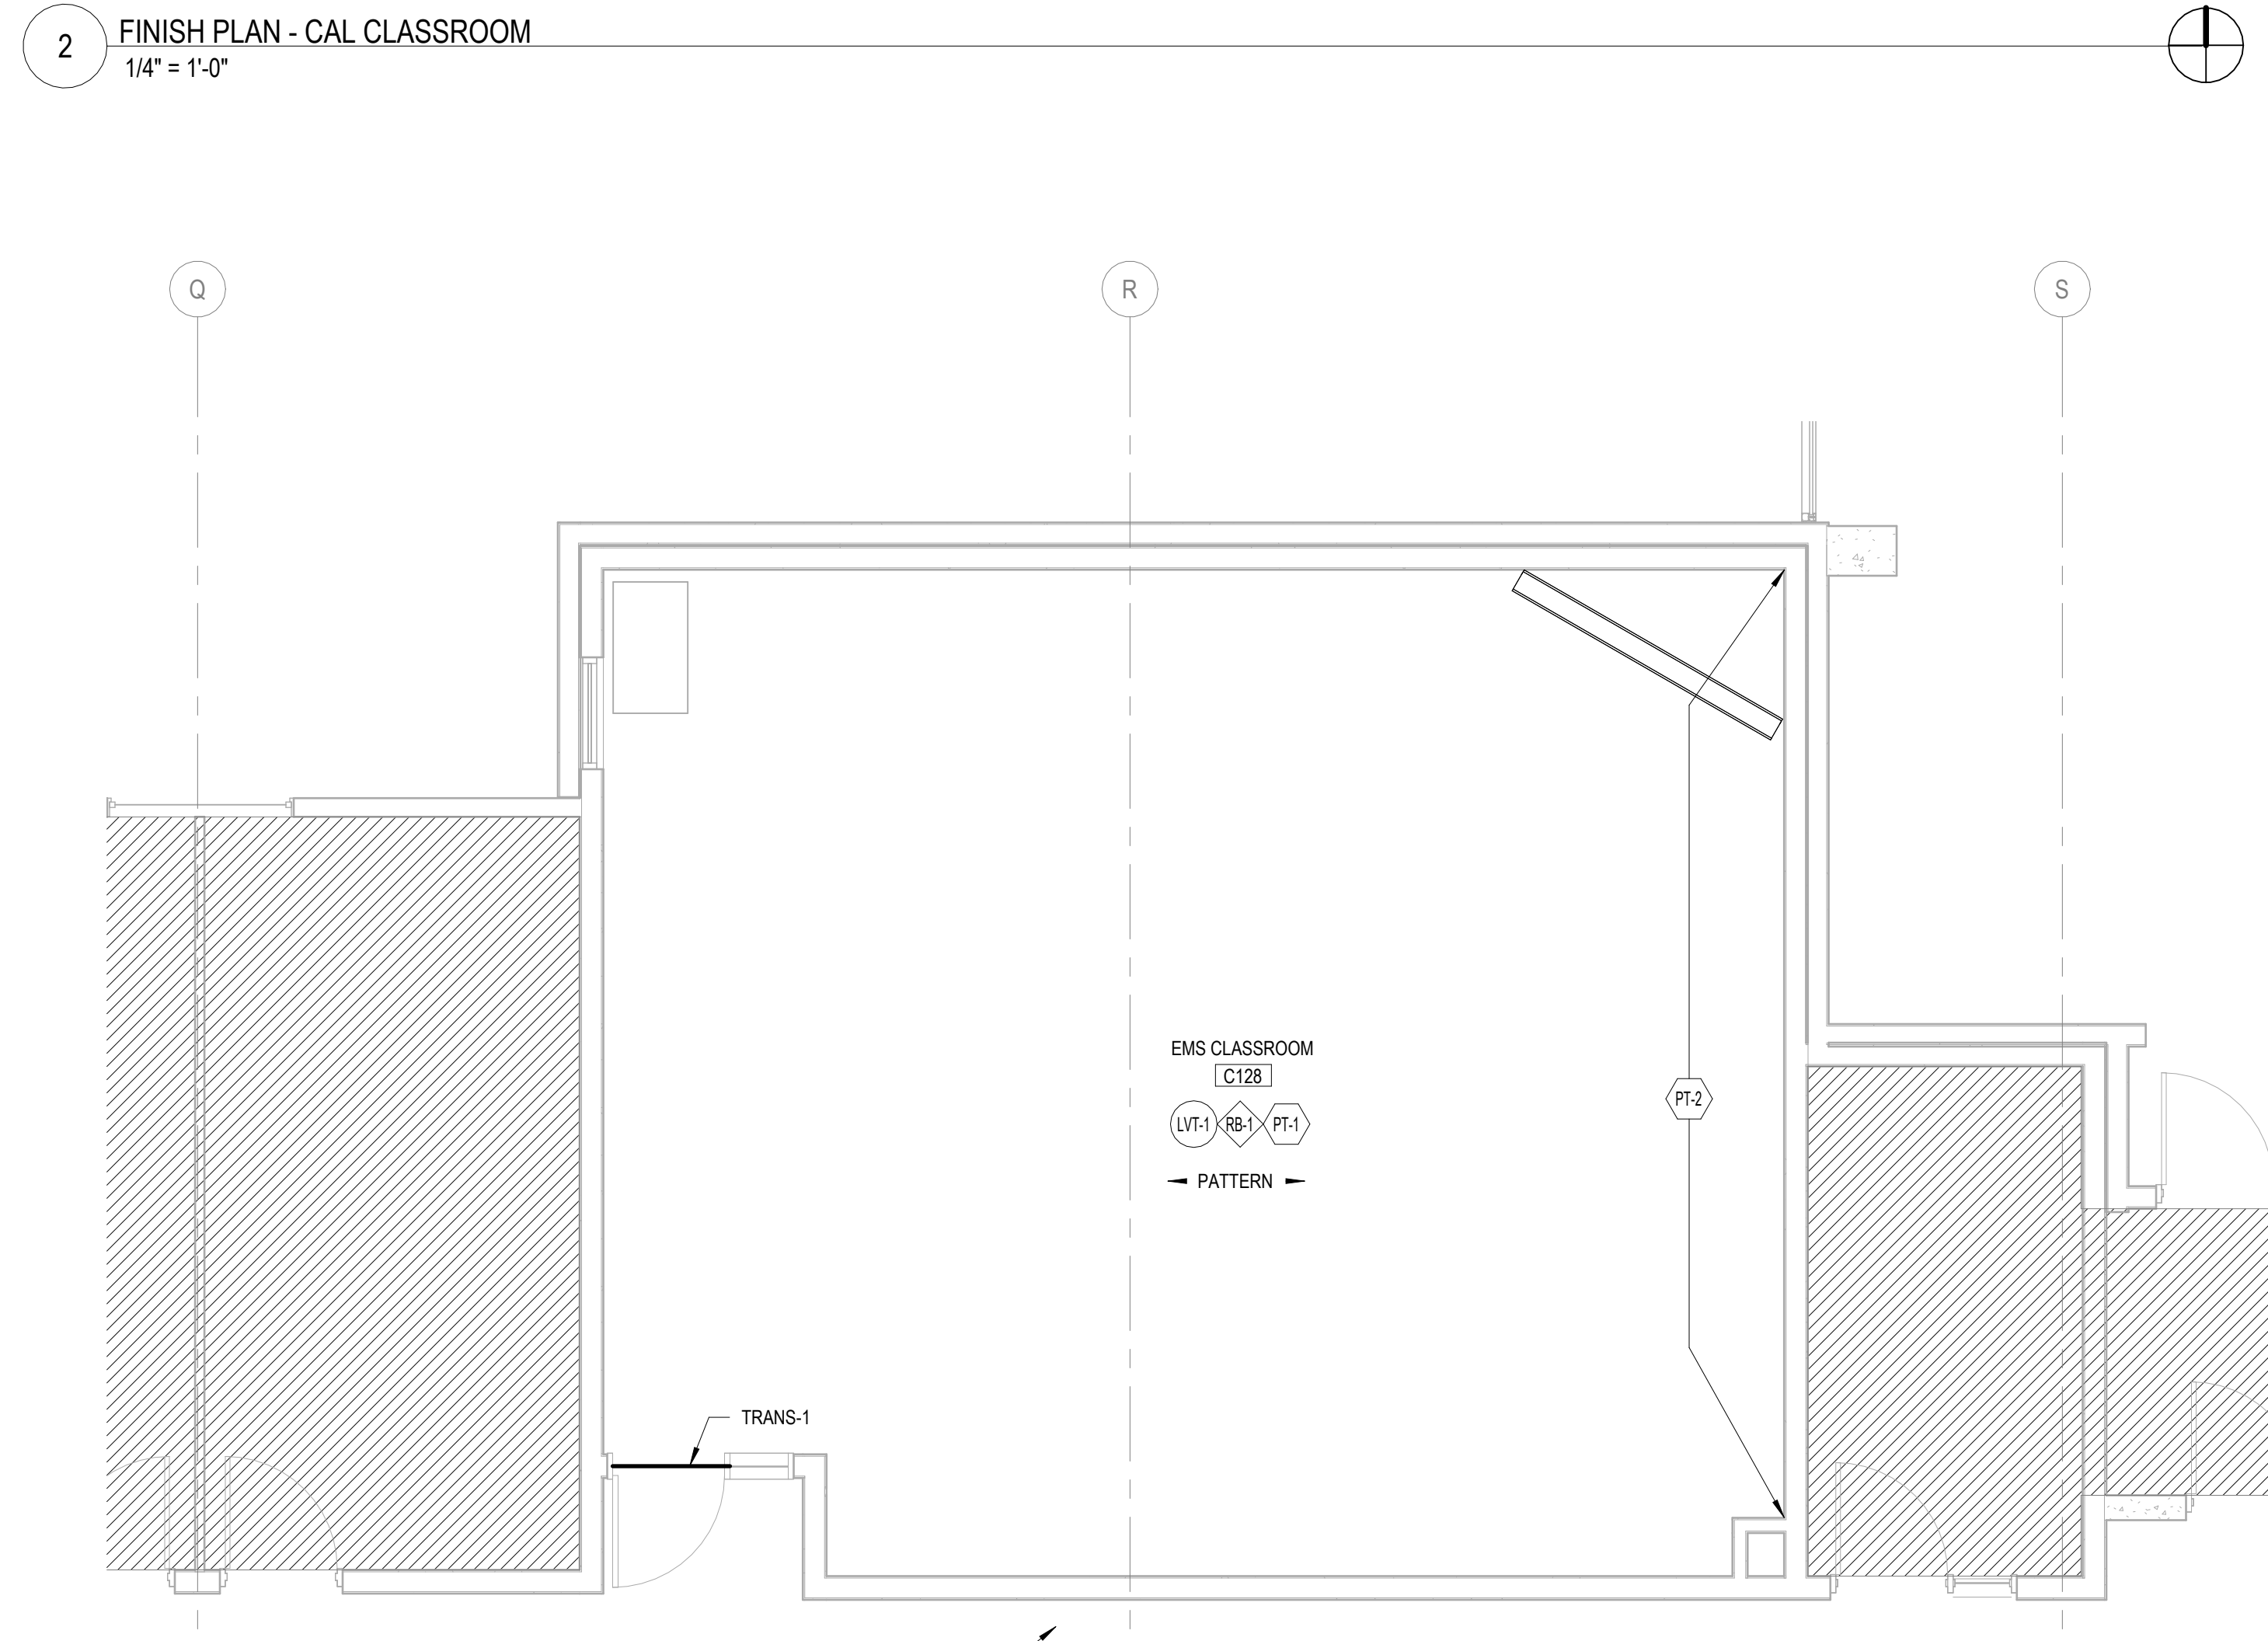 2
FINISH PLAN - CAL CLASSROOM
1/4" = 1'-0"
Q
R
S
EMS CLASSROOM
C128
LVT-1 RB-1 PT-1
PATTERN
PT-2
TRANS-1